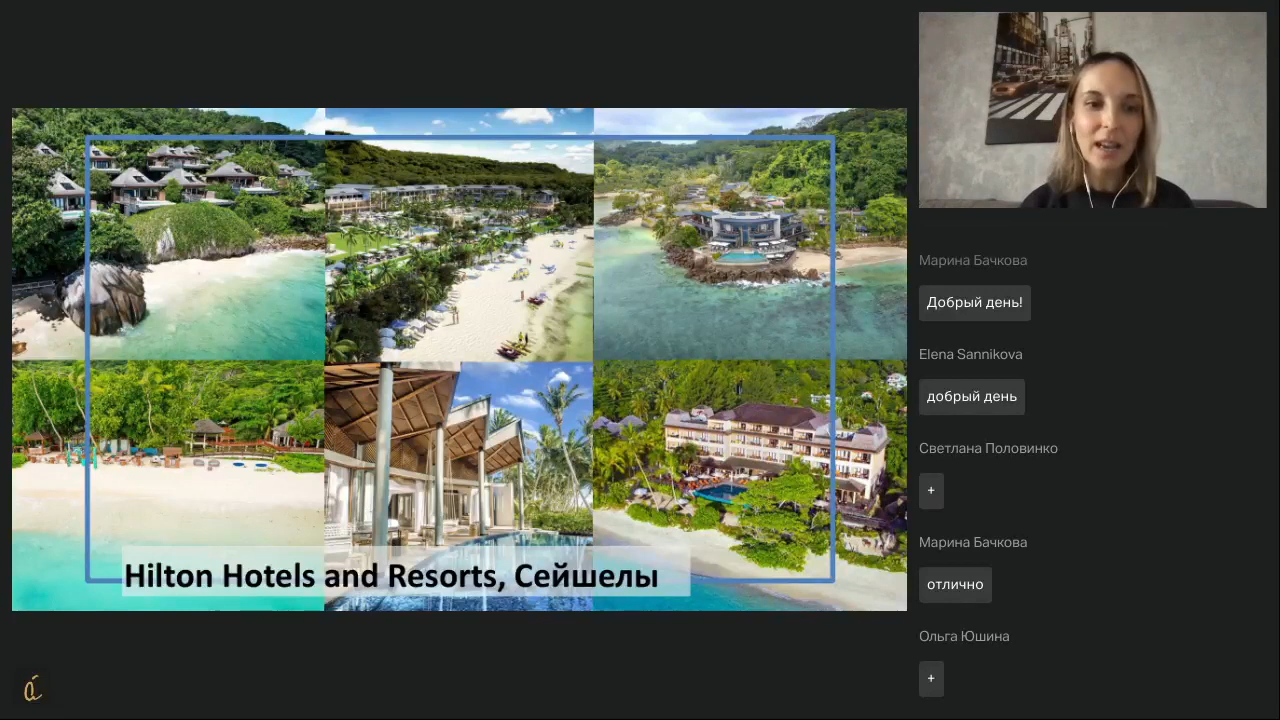 Hilton Hotels and Resorts, Сейшелы
Марина Бачкова
Добрый день!
Elena Sannikova
добрый день
Светлана Половинко
+
Марина Бачкова
отлично
Ольга Юшина
+
á